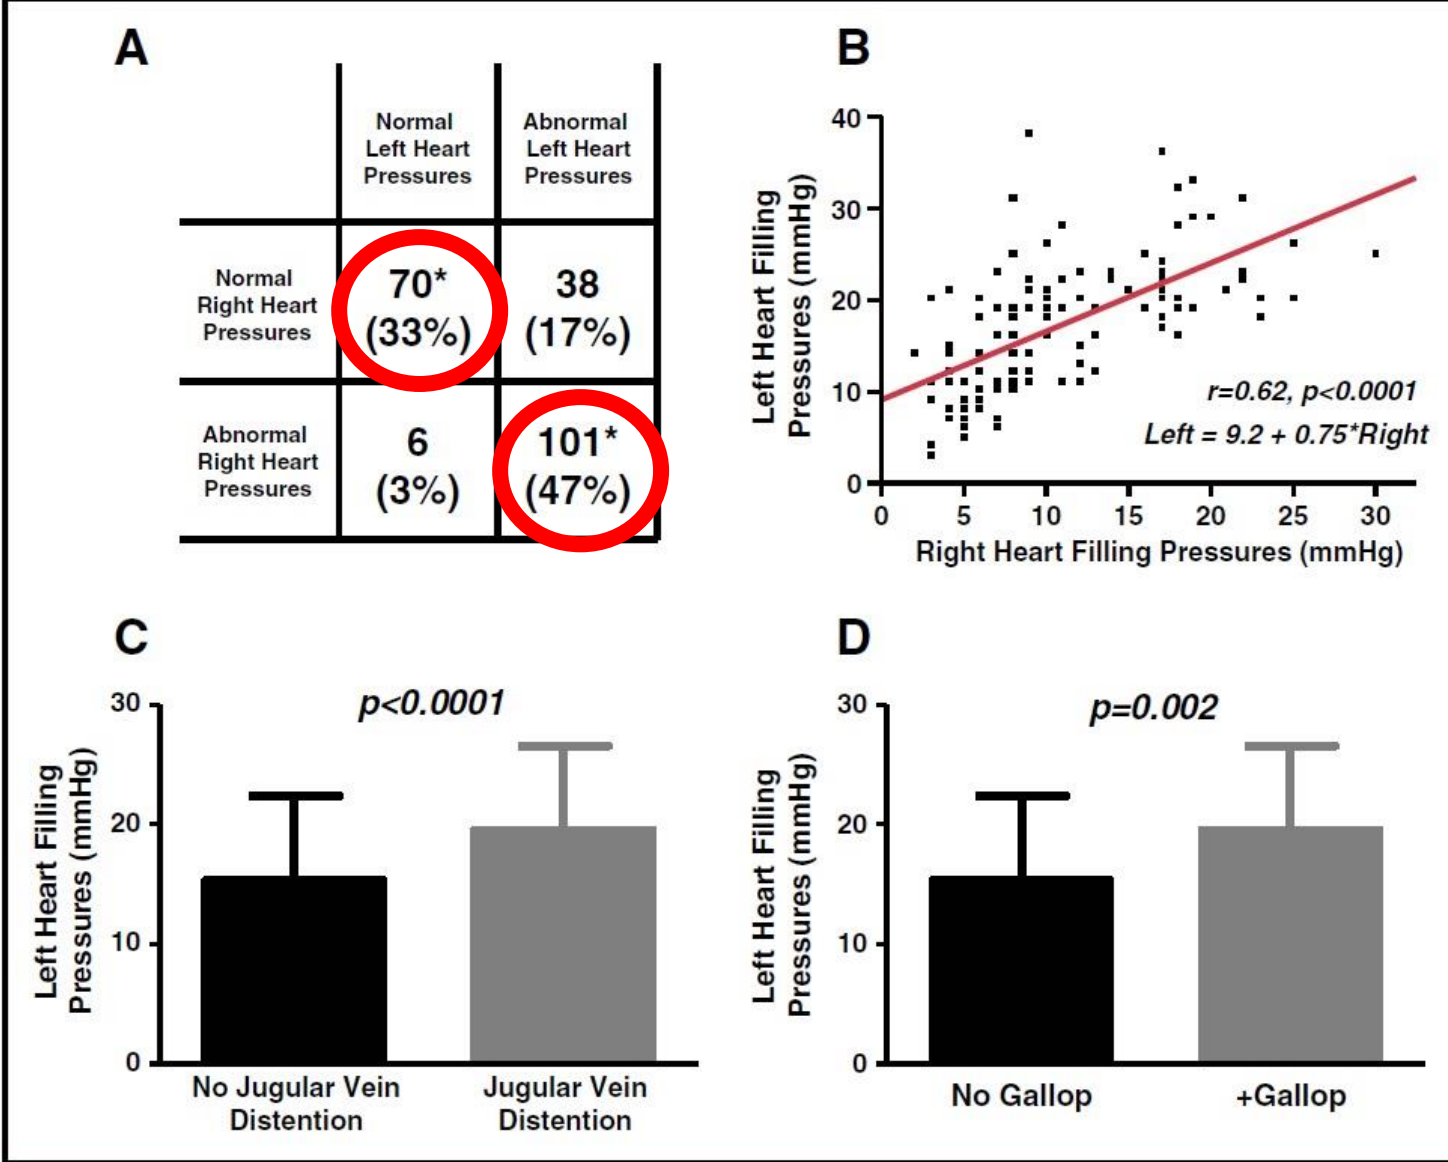 A
Normal
Left Heart
Pressures
Abnormal
Left Heart
Pressures
Normal
Right Heart
Pressures
70*
(33%)
38
(17%)
Abnormal
Right Heart
Pressures
6
(3%)
101*
(47%)
B
Left Heart Filling
Pressures (mmHg)
40
30
20
10
0
r=0.62, p<0.0001
Left = 9.2 + 0.75*Right
0 5 10 15 20 25 30
Right Heart Filling Pressures (mmHg)
C
Left Heart Filling
Pressures (mmHg)
30
20
10
0
p<0.0001
No Jugular Vein
Distention
Jugular Vein
Distention
D
Left Heart Filling
Pressures (mmHg)
30
20
10
0
p=0.002
No Gallop
+Gallop